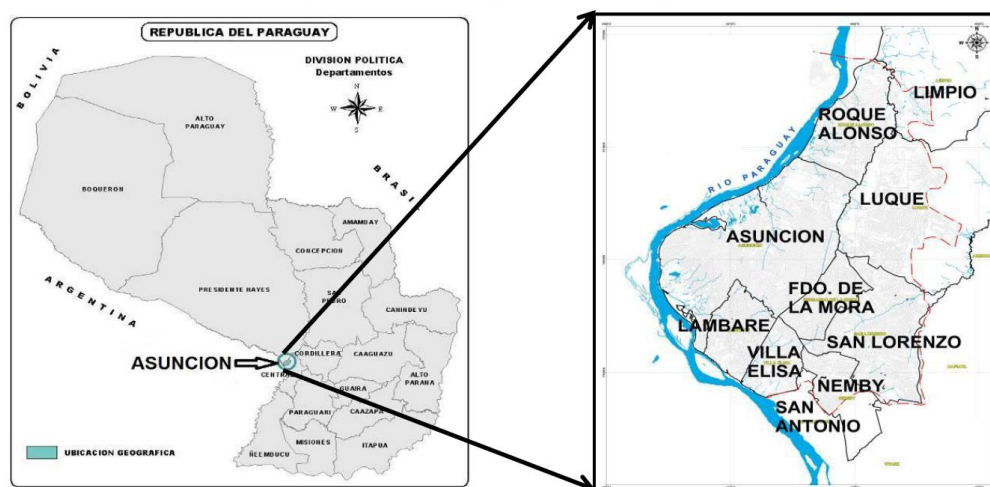 REPUBLICA DEL PARAGUAY
DIVISION POLITICA
Departamentos
N
W
E
S
BOLIVIA
ALTO
PARAGUAY
BOQUERON
BRASI
AMAMBAY
CONCEPCION
PRESIDENTE HAYES
SAN
PEDRO
ARGENTINA
CANINDEYU
ASUNCION
CORDILLERA
CAAGUAZU
CENTRAL
ALTO
PARANA
GUAIRA
PARAGUARI
CAAZAPA
MISIONES
ITAPUA
ÑEEMBUCU
UBICACION GEOGRAFICA
N
W
E
S
LIMPIO
ROQUE
ALONSO
RIO PARAGUAY
LUQUE
ASUNCION
FDO. DE
LA MORA
LAMBARE
SAN LORENZO
VILLA
ELISA
ÑEMBY
SAN
ANTONIO